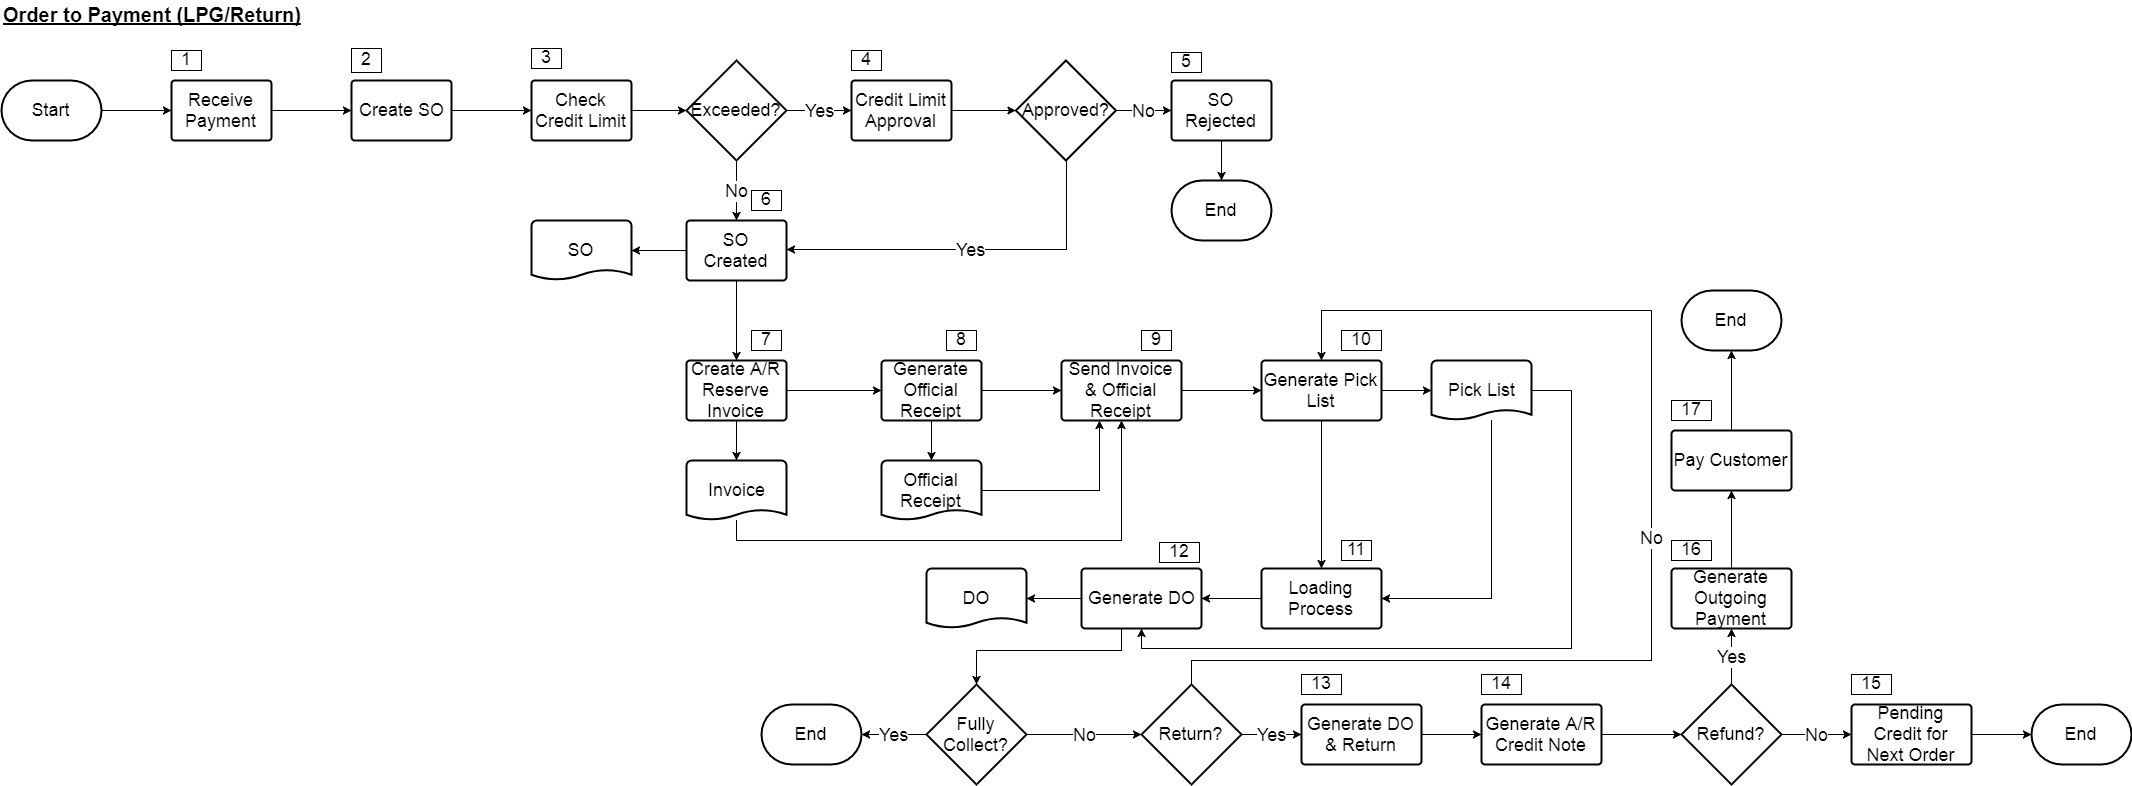 Order to Payment (LPG/Return)
1
2
3
4
5
Start
Receive
Payment
Create SO
Check
Credit Limit
Exceeded?
Yes
Credit Limit
Approval
Approved?
No
SO
Rejected
End
No
6
SO
SO
Created
Yes
7
8
9
10
Create A/R
Reserve
Invoice
Generate
Official
Receipt
Send Invoice
& Official
Receipt
Generate Pick
List
Pick List
End
17
Pay Customer
Invoice
Official
Receipt
No
12
11
16
DO
Generate DO
Loading
Process
Generate
Outgoing
Payment
Yes
13
14
15
End
Yes
Fully
Collect?
No
Return?
Yes
Generate DO
& Return
Generate A/R
Credit Note
Refund?
No
Pending
Credit for
Next Order
End